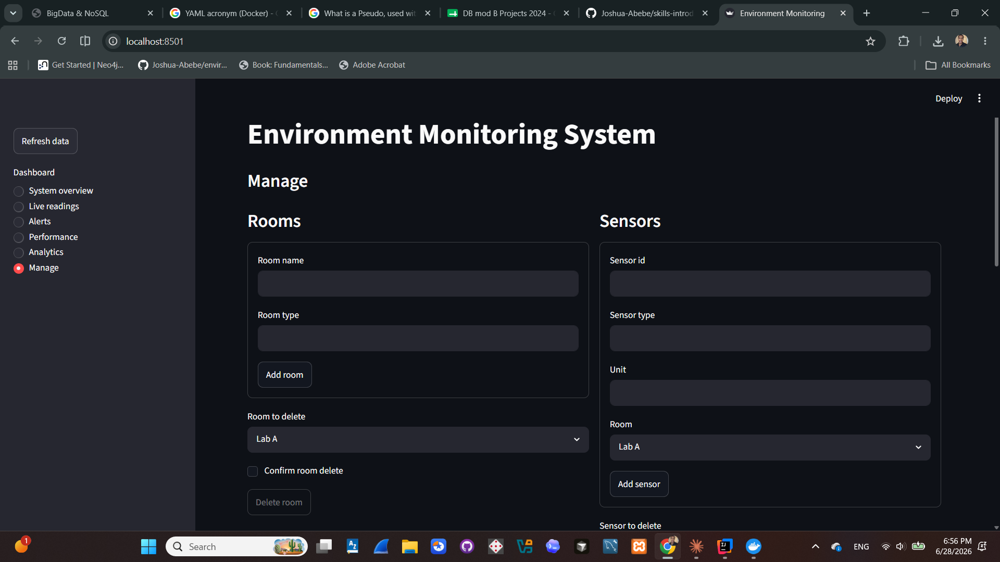 BigData & NoSQL
YAML acronym (Docker) -
What is a Pseudo, used wi
DB mod B Projects 2024 -
Joshua-Abebe/skills-introd
Environment Monitoring
localhost:8501
Get Started | Neo4j...
Joshua-Abebe/envir...
Book: Fundamentals...
Adobe Acrobat
All Bookmarks
Deploy
Refresh data
Dashboard
System overview
Live readings
Alerts
Performance
Analytics
Manage
Environment Monitoring System
Manage
Rooms
Room name
Room type
Add room
Room to delete
Lab A
Confirm room delete
Delete room
Sensors
Sensor id
Sensor type
Unit
Room
Lab A
Add sensor
Sensor to delete
1
Search
ENG
6:56 PM
6/28/2026